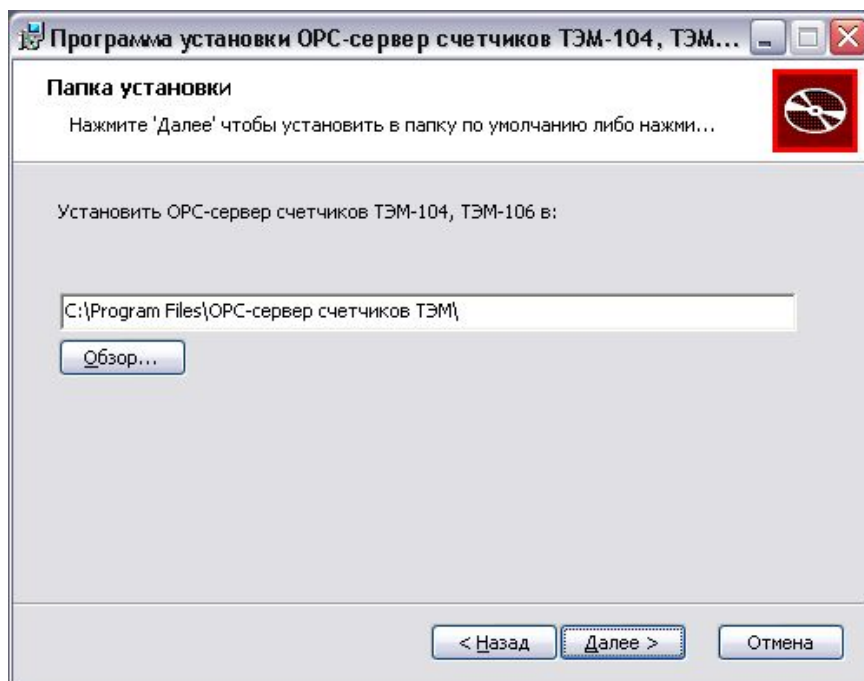 Программа установки OPC-сервер счетчиков ТЭМ-104, ТЭМ...
Папка установки
Нажмите 'Далее' чтобы установить в папку по умолчанию либо нажми...
Установить OPC-сервер счетчиков ТЭМ-104, ТЭМ-106 в:
C:\Program Files\OPC-сервер счетчиков ТЭМ\
Обзор...
< Назад
Далее >
Отмена